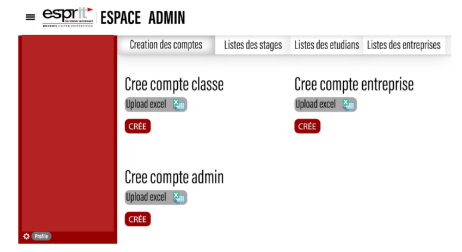 esprit ESPACE ADMIN
Creation des comptes Listes des stages Listes des etudians Listes des entreprises
Cree compte classe
Upload excel
CRÉE
Cree compte entreprise
Upload excel
CRÉE
Cree compte admin
Upload excel
CRÉE
Profile